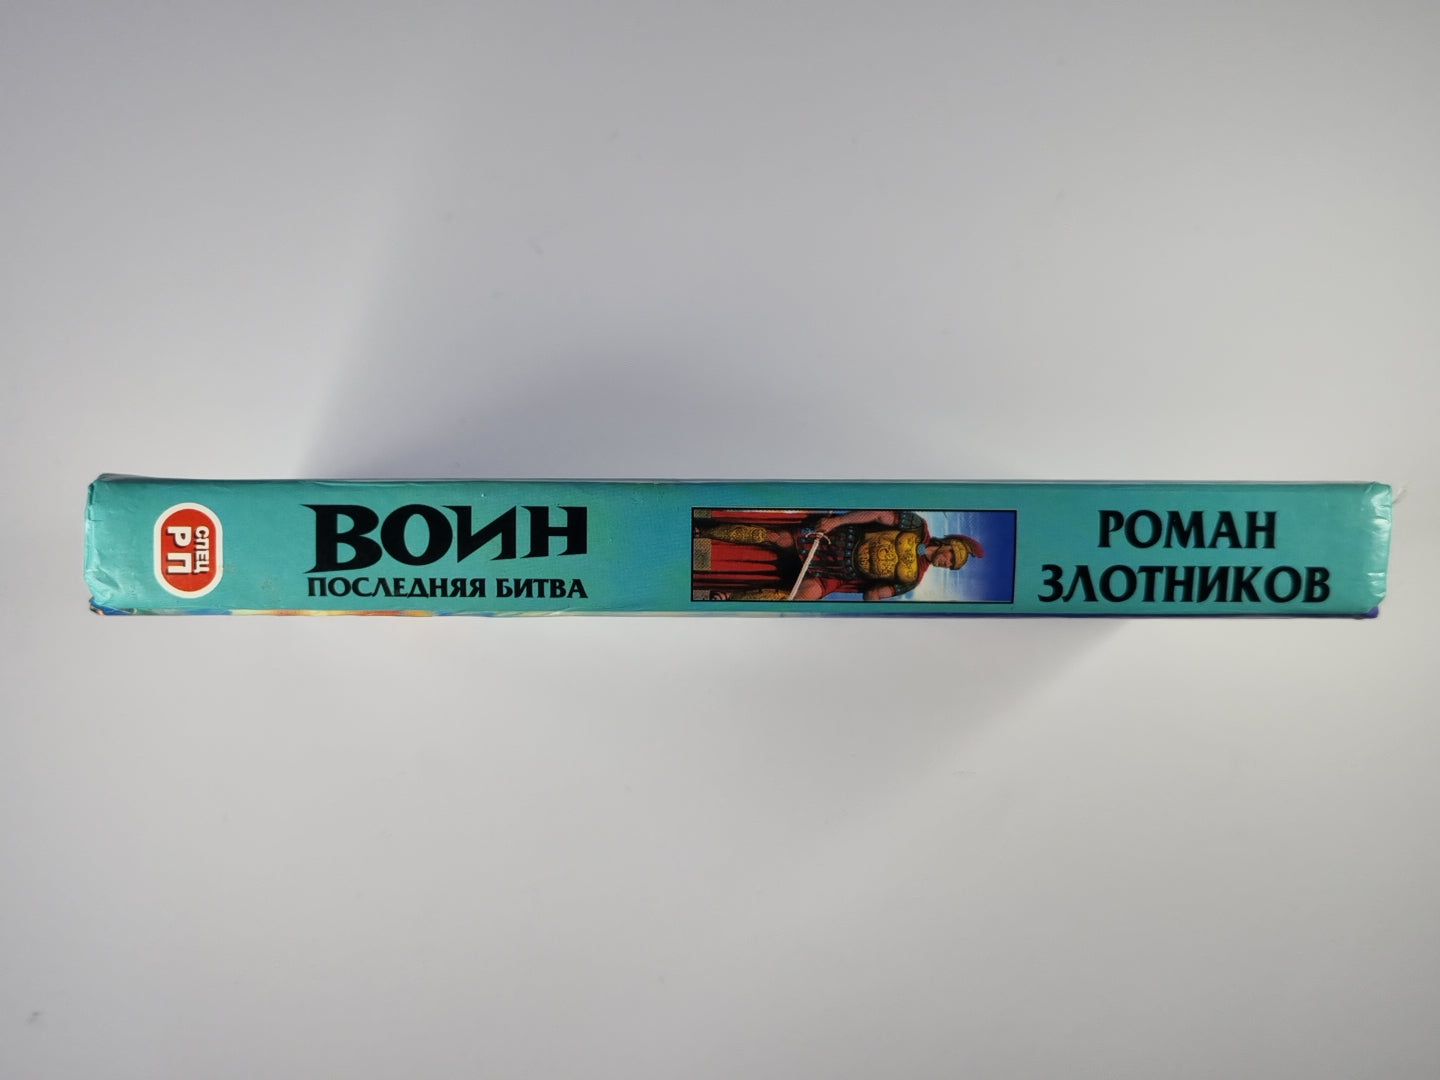 СПЕЦ
РП
ВОИН
ПОСЛЕДНЯЯ БИТВА
РОМАН
ЗЛОТНИКОВ